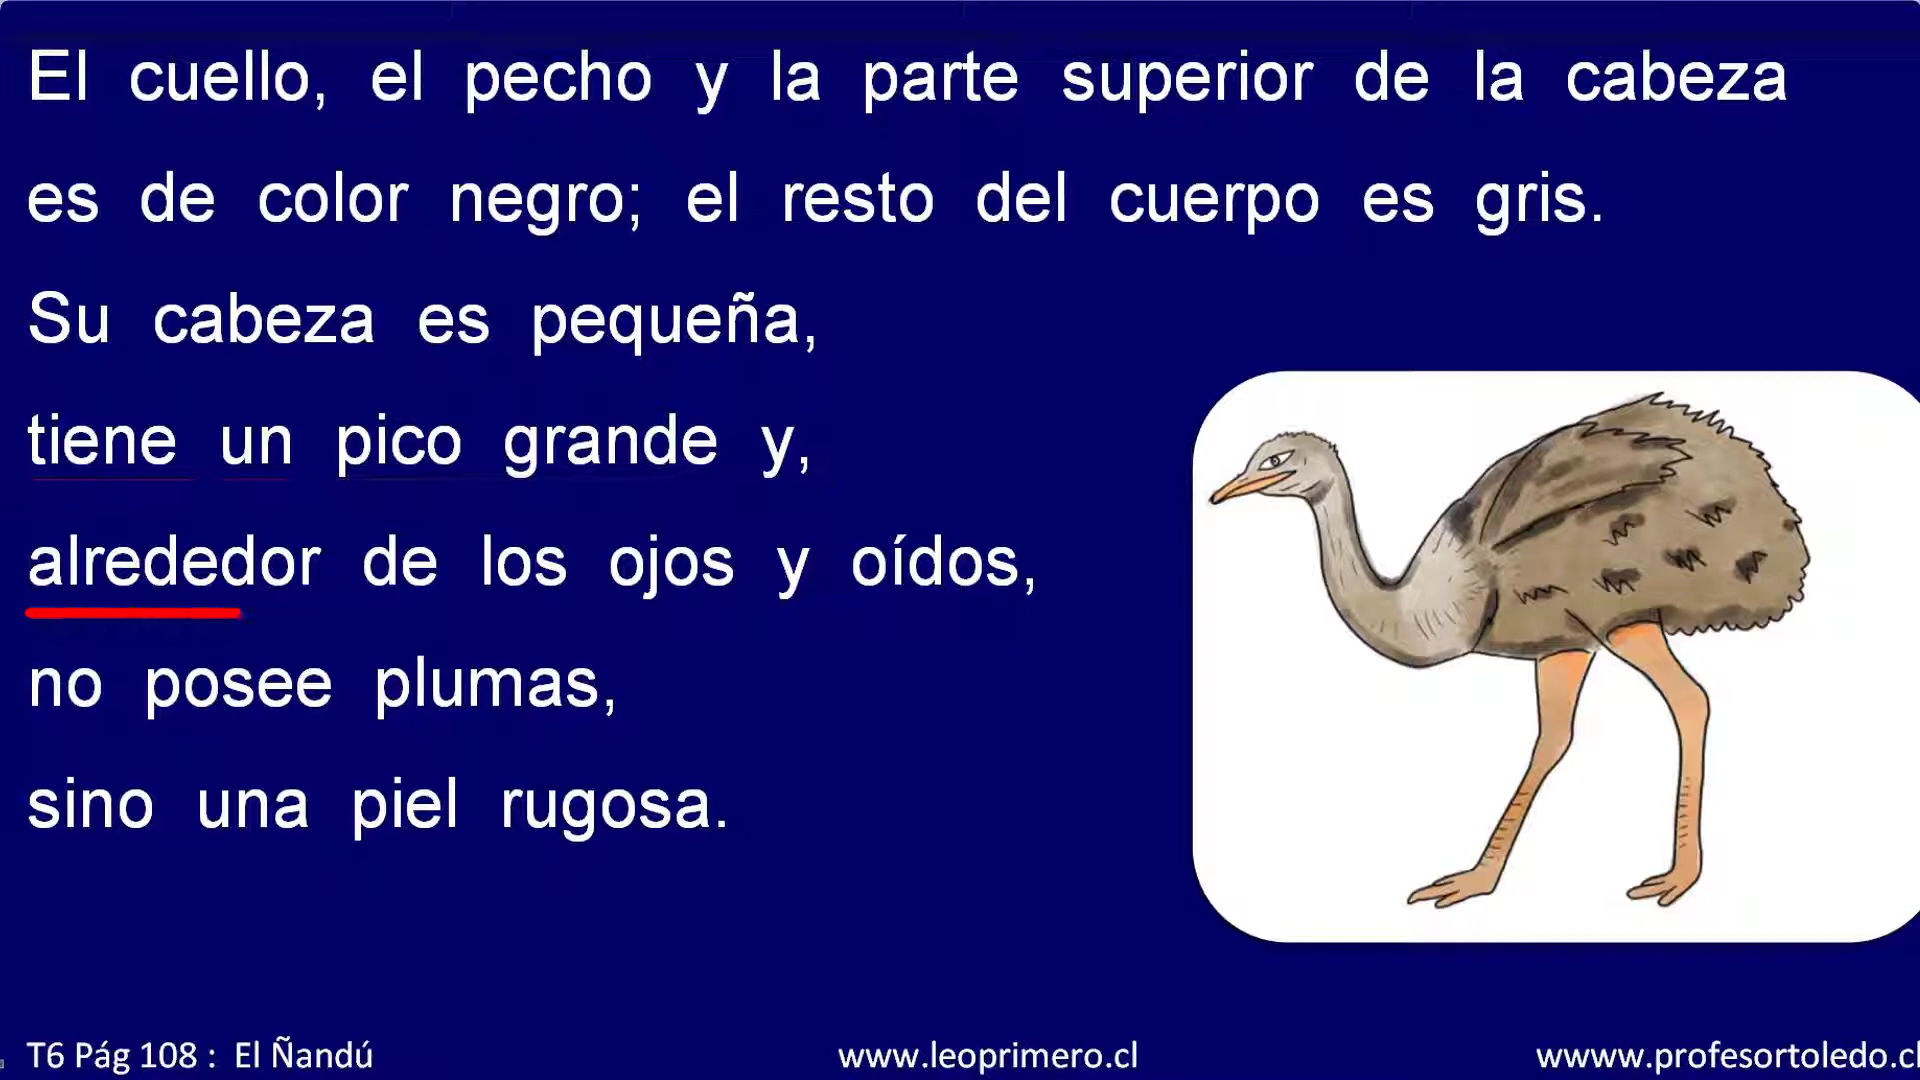 El cuello, el pecho y la parte superior de la cabeza
es de color negro; el resto del cuerpo es gris.
Su cabeza es pequeña,
tiene un pico grande y,
alrededor de los ojos y oídos,
no posee plumas,
sino una piel rugosa.
T6 Pág 108 : El Ñandú www.leoprimero.cl wwww.profesortoledo.cl